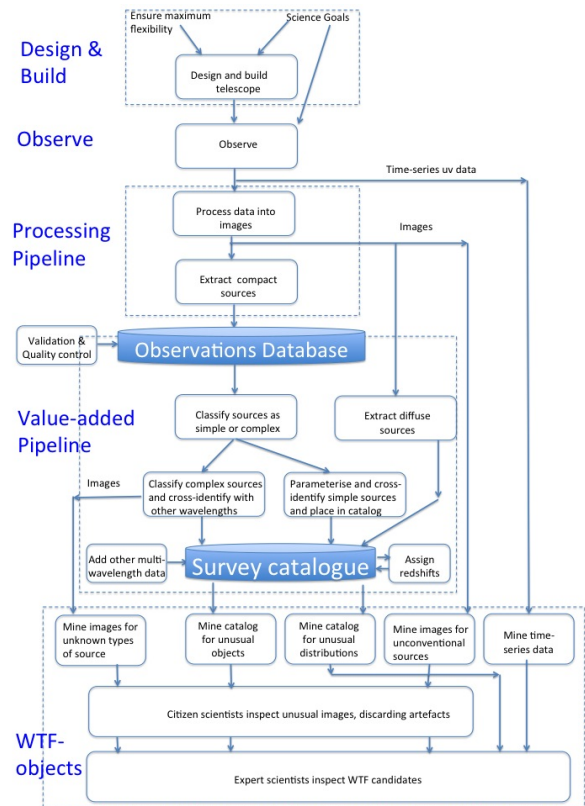 Ensure maximum
flexibility
Science Goals
Design &
Build
Design and build
telescope
Observe
Observe
Time-series uv data
Process data into
images
Images
Processing
Pipeline
Extract compact
sources
Validation &
Quality control
Observations Database
Value-added
Pipeline
Classify sources as
simple or complex
Extract diffuse
sources
Images
Classify complex sources
and cross-identify with
other wavelengths
Parameterise and cross-
identify simple sources
and place in catalog
Add other multi-
wavelength data
Survey catalogue
Assign
redshifts
Mine images for
unknown types
of source
Mine catalog
for unusual
objects
Mine catalog for
unusual
distributions
Mine images for
unconventional
sources
Mine time-
series data
Citizen scientists inspect unusual images, discarding artefacts
WTF-
objects
Expert scientists inspect WTF candidates